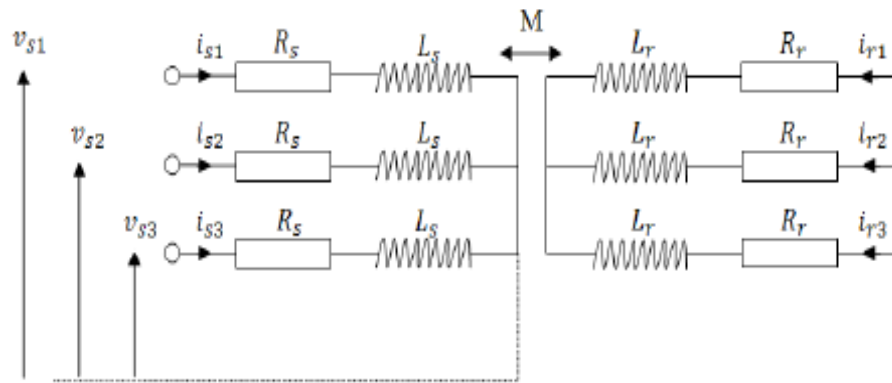 M
v_{s1} i_{s1} R_s L_s L_r R_r i_{r1}
v_{s2} i_{s2} R_s L_s L_r R_r i_{r2}
v_{s3} i_{s3} R_s L_s L_r R_r i_{r3}